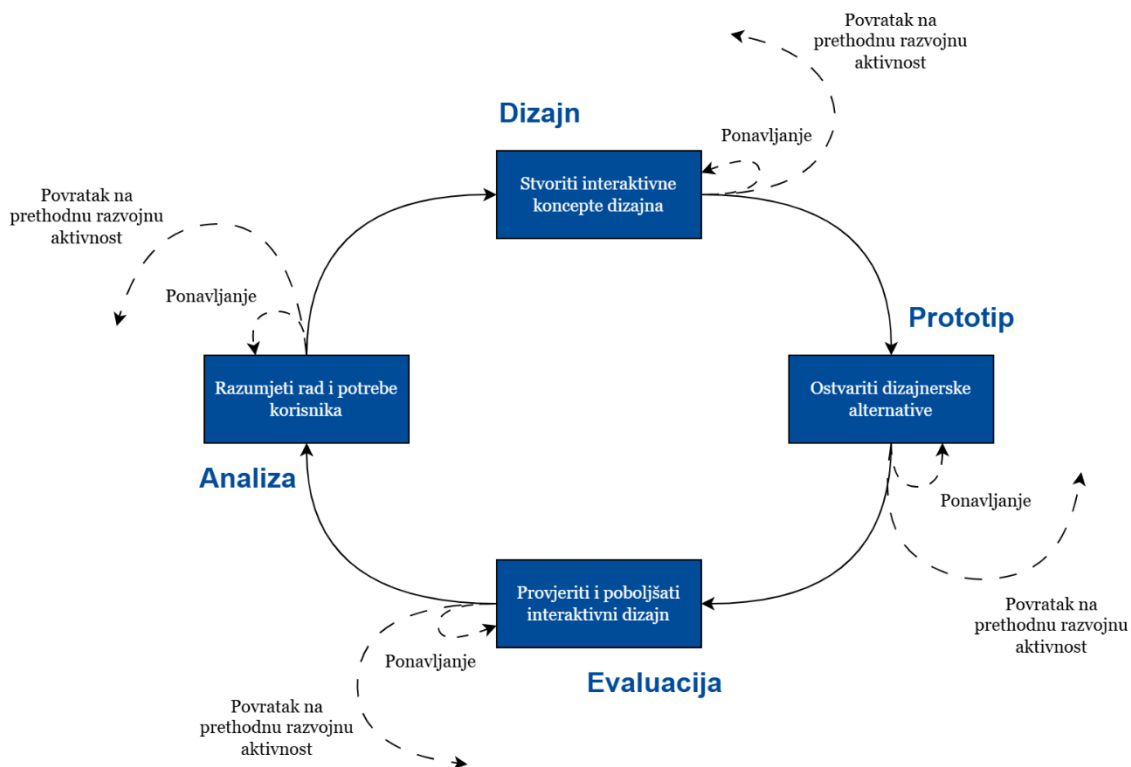 Povratak na
prethodnu razvojnu
aktivnost
Dizajn
Ponavljanje
Stvoriti interaktivne
koncepte dizajna
Povratak na
prethodnu razvojnu
aktivnost
Ponavljanje
Prototip
Razumjeti rad i potrebe
korisnika
Ostvariti dizajnerske
alternative
Analiza
Ponavljanje
Provjeriti i poboljšati
interaktivni dizajn
Povratak na
prethodnu razvojnu
aktivnost
Ponavljanje
Evaluacija
Povratak na
prethodnu razvojnu
aktivnost